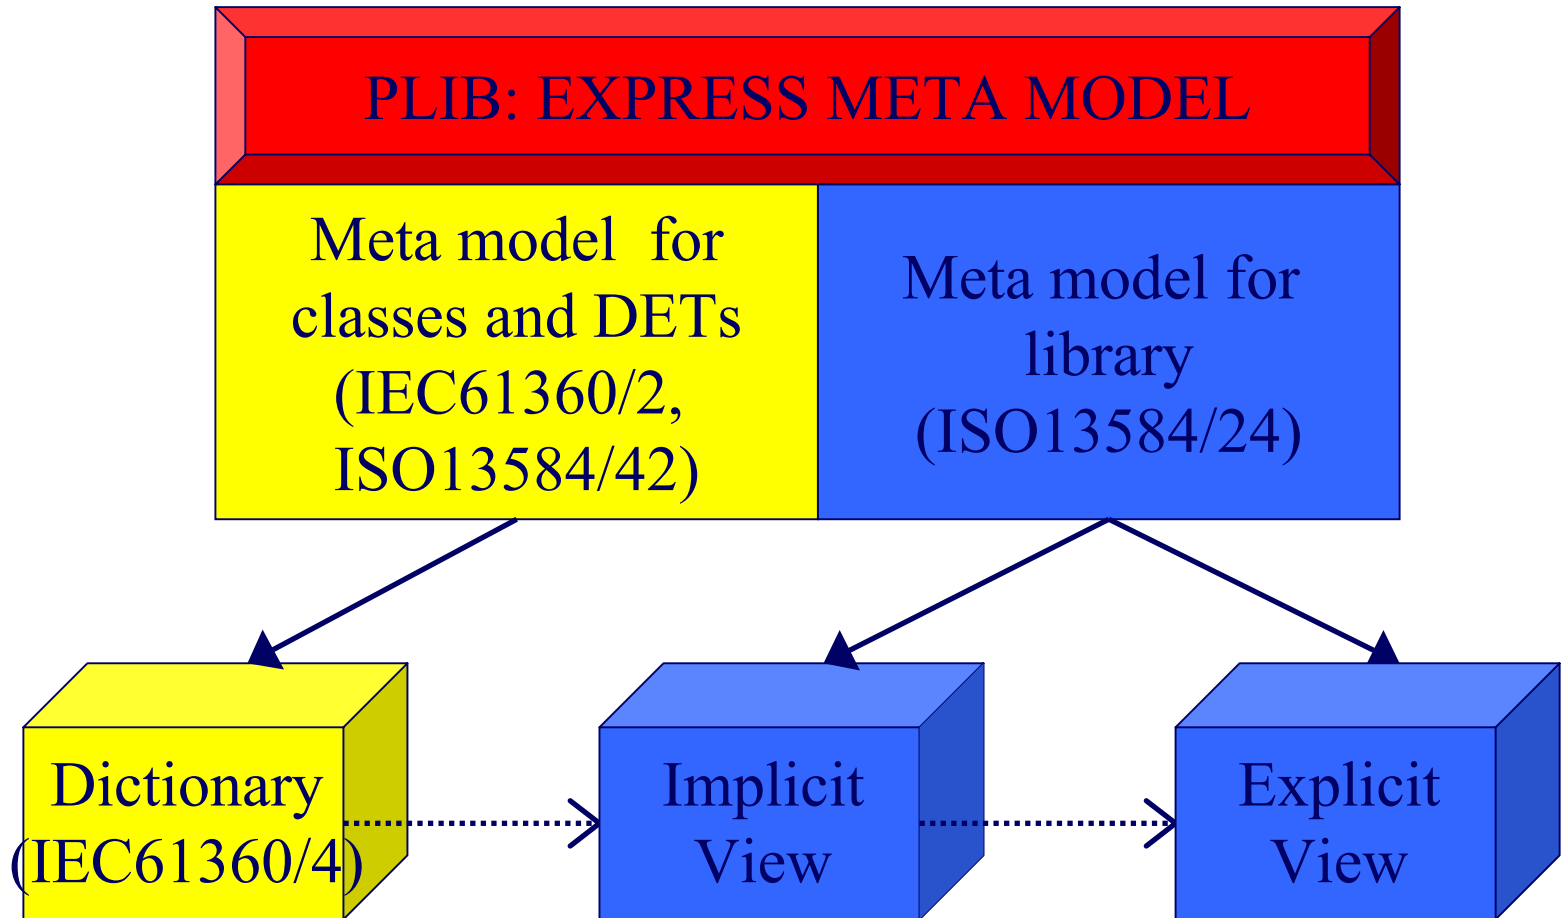 PLIB: EXPRESS META MODEL
Meta model for
classes and DETs
(IEC61360/2,
ISO13584/42)
Meta model for
library
(ISO13584/24)
Dictionary
(IEC61360/4)
Implicit
View
Explicit
View